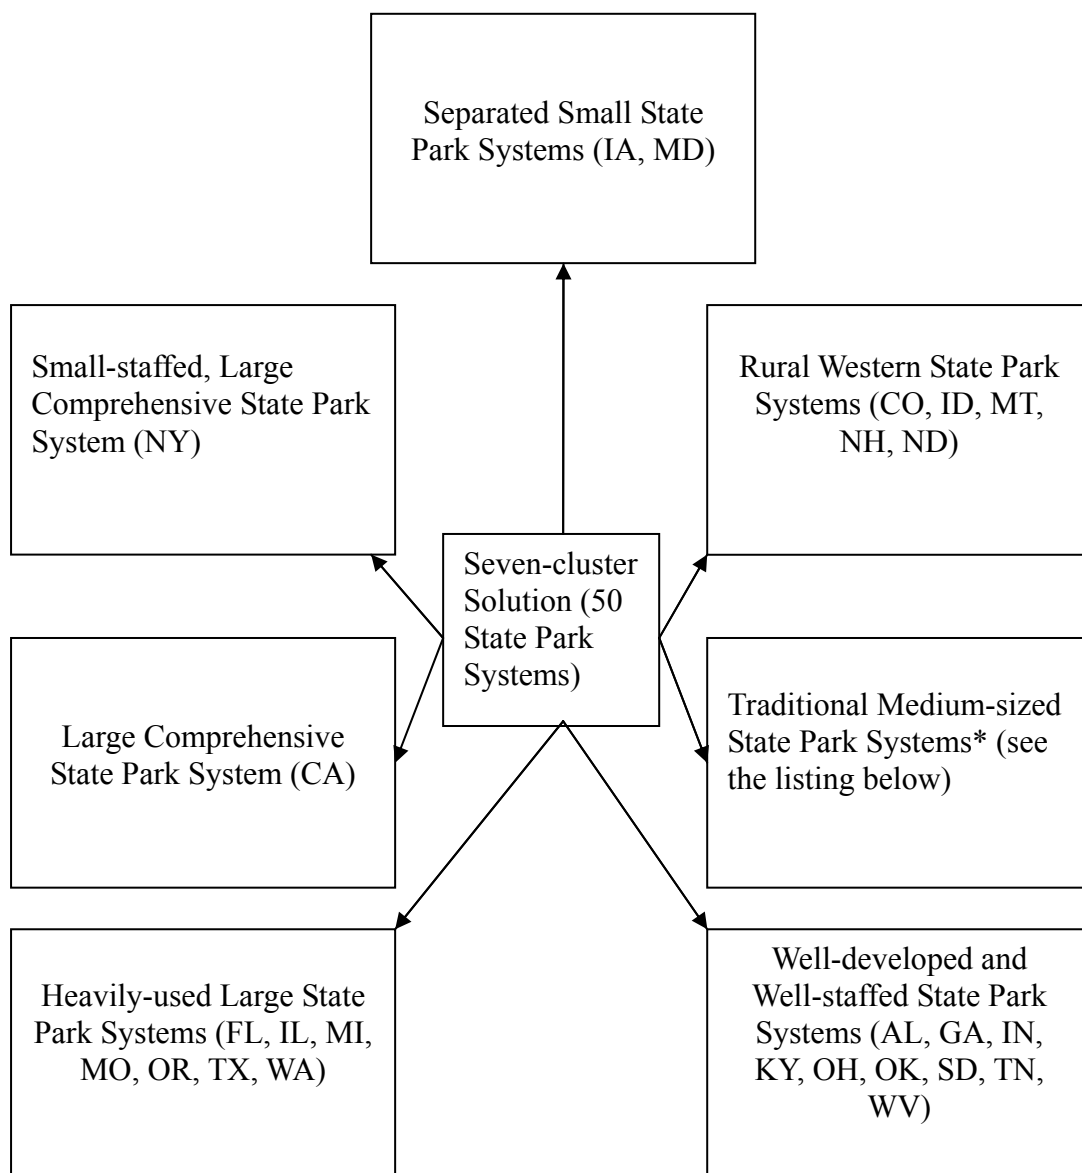 Separated Small State
Park Systems (IA, MD)
Small-staffed, Large
Comprehensive State Park
System (NY)
Rural Western State Park
Systems (CO, ID, MT,
NH, ND)
Seven-cluster
Solution (50
State Park
Systems)
Large Comprehensive
State Park System (CA)
Traditional Medium-sized
State Park Systems* (see
the listing below)
Heavily-used Large State
Park Systems (FL, IL, MI,
MO, OR, TX, WA)
Well-developed and
Well-staffed State Park
Systems (AL, GA, IN,
KY, OH, OK, SD, TN,
WV)